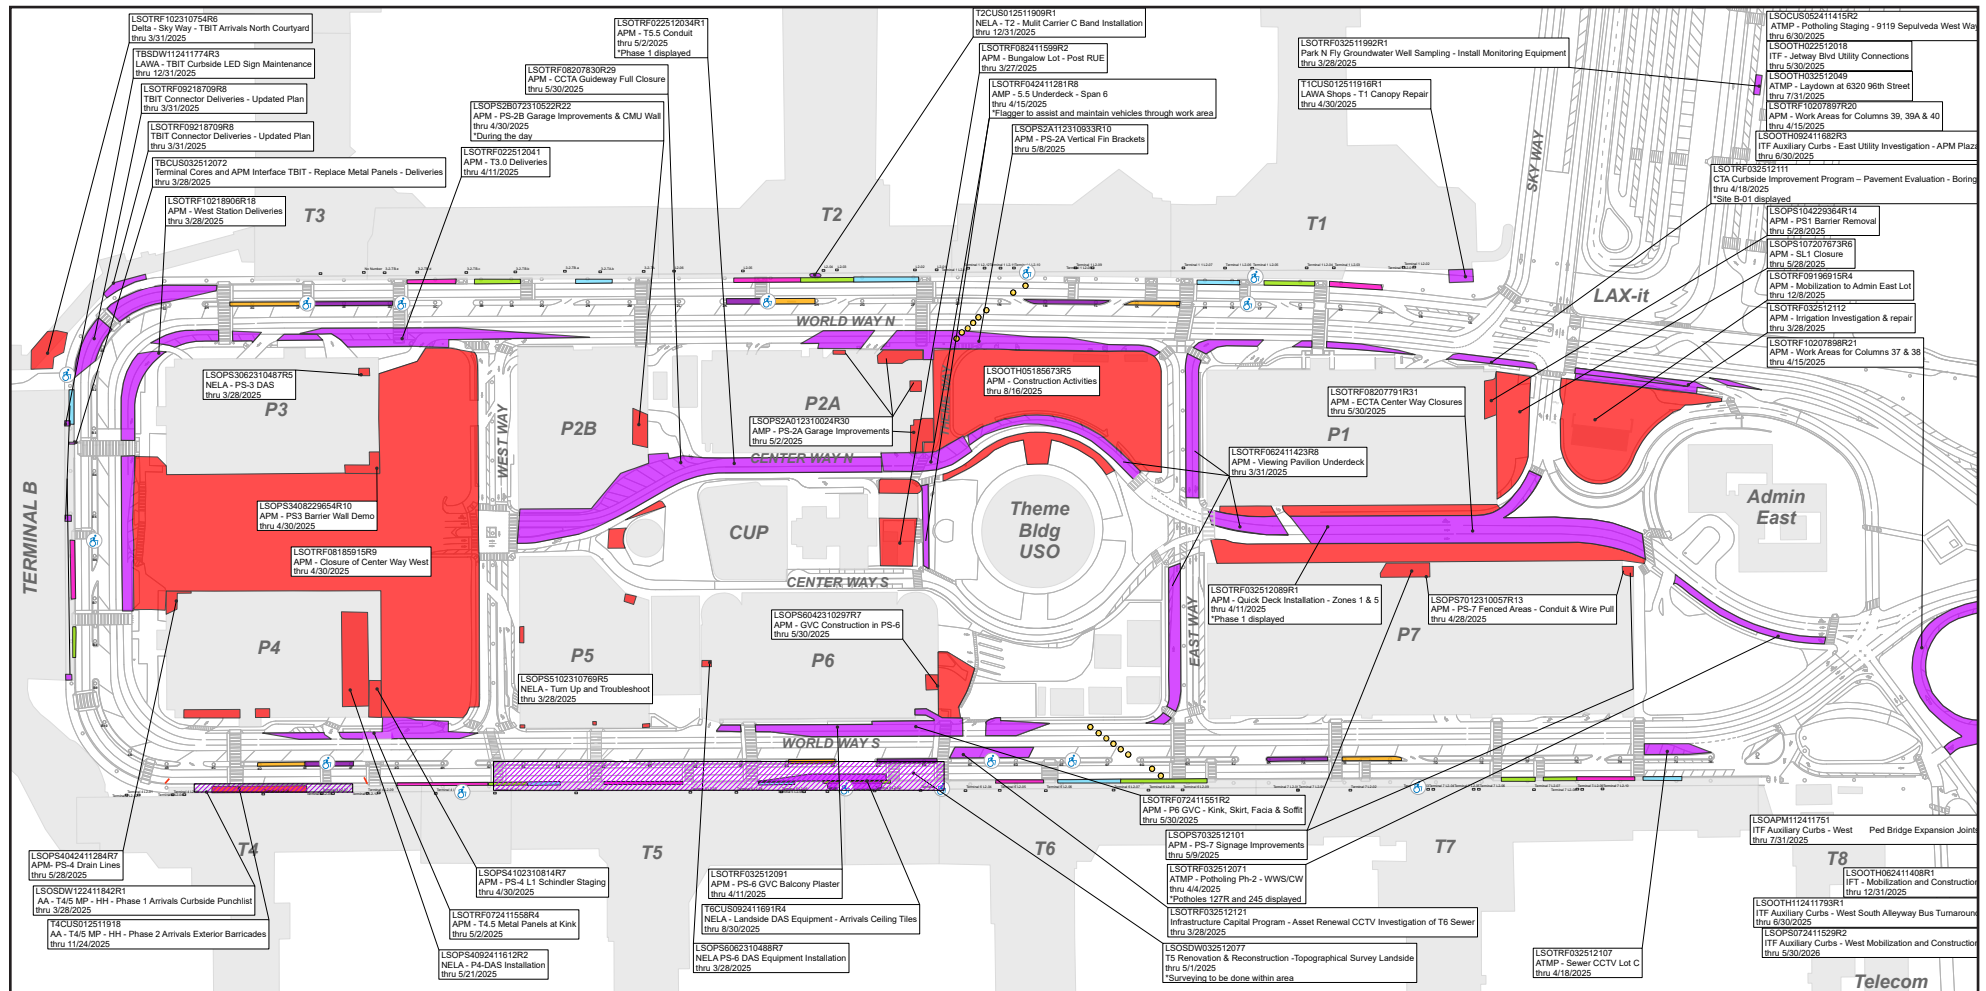 LSOTRF102310754R6
Delta - Sky Way - TBIT Arrivals North Courtyard
thru 3/31/2025
TBSDW112411774R3
LAWA - TBIT Curbside LED Sign Maintenance
thru 12/31/2025
LSOTRF09218709R8
TBIT Connector Deliveries - Updated Plan
thru 3/31/2025
LSOTRF09218709R8
TBIT Connector Deliveries - Updated Plan
thru 3/31/2025
TBCUS032512072
Terminal Cores and APM Interface TBIT - Replace Metal Panels - Deliveries
thru 3/28/2025
LSOTRF10218906R18
APM - West Station Deliveries
thru 3/28/2025
LSOTRF022512034R1
APM - T5.5 Conduit
thru 5/2/2025
*Phase 1 displayed
LSOTRF08207830R29
APM - CCTA Guideway Full Closure
thru 5/30/2025
LSOPS2B072310522R22
APM - PS-2B Garage Improvements & CMU Wall
thru 4/30/2025
*During the day
LSOTRF022512041
APM - T3.0 Deliveries
thru 4/11/2025
T2CUS012511909R1
NELA - T2 - Mulit Carrier C Band Installation
thru 12/31/2025
LSOTRF082411599R2
APM - Bungalow Lot - Post RUE
thru 3/27/2025
LSOTRF042411281R8
AMP - 5.5 Underdeck - Span 6
thru 4/15/2025
*Flagger to assist and maintain vehicles through work area
LSOPS2A112310933R10
APM - PS-2A Vertical Fin Brackets
thru 5/8/2025
LSOTRF032511992R1
Park N Fly Groundwater Well Sampling - Install Monitoring Equipment
thru 3/28/2025
T1CUS012511916R1
LAWA Shops - T1 Canopy Repair
thru 4/30/2025
LSOCUS052411415R2
ATMP - Potholing Staging - 9119 Sepulveda West Way
thru 6/30/2025
LSOOTH022512018
ITF - Jetway Blvd Utility Connections
thru 5/30/2025
LSOOTH032512049
ATMP - Laydown at 6320 96th Street
thru 7/31/2025
LSOTRF10207897R20
APM - Work Areas for Columns 39, 39A & 40
thru 4/15/2025
LSOOTH092411682R3
ITF Auxiliary Curbs - East Utility Investigation - APM Plaza
thru 6/30/2025
LSOTRF032512111
CTA Curbside Improvement Program – Pavement Evaluation - Boring
thru 4/18/2025
*Site B-01 displayed
LSOPS104229364R14
APM - PS1 Barrier Removal
thru 5/28/2025
LSOPS107207673R6
APM - SL1 Closure
thru 5/28/2025
LSOTRF09196915R4
APM - Mobilization to Admin East Lot
thru 12/8/2025
LSOTRF032512112
APM - Irrigation Investigation & repair
thru 3/28/2025
LSOTRF10207898R21
APM - Work Areas for Columns 37 & 38
thru 4/15/2025
T3
T2
T1
SKY WAY
LAX-it
WORLD WAY N
LSOPS3062310487R5
NELA - PS-3 DAS
thru 3/28/2025
P3
P2B
P2A
LSOPS2A012310024R30
AMP - PS-2A Garage Improvements
thru 5/2/2025
LSOOTH05185673R5
APM - Construction Activities
thru 8/16/2025
LSOTRF08207791R31
APM - ECTA Center Way Closures
thru 5/30/2025
P1
WEST WAY
CENTER WAY N
LSOTRF062411423R8
APM - Viewing Pavilion Underdeck
thru 3/31/2025
TERMINAL B
LSOPS3408229654R10
APM - PS3 Barrier Wall Demo
thru 4/30/2025
LSOTRF08185915R9
APM - Closure of Center Way West
thru 4/30/2025
CUP
Theme
Bldg
USO
Admin
East
CENTER WAY S
EAST WAY
LSOTRF032512089R1
APM - Quick Deck Installation - Zones 1 & 5
thru 4/11/2025
*Phase 1 displayed
LSOPS7012310057R13
APM - PS-7 Fenced Areas - Conduit & Wire Pull
thru 4/28/2025
P4
P5
P6
P7
LSOPS6042310297R7
APM - GVC Construction in PS-6
thru 5/30/2025
LSOPS5102310769R5
NELA - Turn Up and Troubleshoot
thru 3/28/2025
WORLD WAY S
T4
T5
T6
T7
T8
LSOPS4042411284R7
APM- PS-4 Drain Lines
thru 5/28/2025
LSOSDW122411842R1
AA - T4/5 MP - HH - Phase 1 Arrivals Curbside Punchlist
thru 3/28/2025
T4CUS012511918
AA - T4/5 MP - HH - Phase 2 Arrivals Exterior Barricades
thru 11/24/2025
LSOPS4102310814R7
APM - PS-4 L1 Schindler Staging
thru 4/30/2025
LSOTRF072411558R4
APM - T4.5 Metal Panels at Kink
thru 5/2/2025
LSOPS4092411612R2
NELA - P4-DAS Installation
thru 5/21/2025
LSOTRF032512091
APM - PS-6 GVC Balcony Plaster
thru 4/11/2025
T6CUS092411691R4
NELA - Landside DAS Equipment - Arrivals Ceiling Tiles
thru 8/30/2025
LSOPS6062310488R7
NELA PS-6 DAS Equipment Installation
thru 3/28/2025
LSOTRF072411551R2
APM - P6 GVC - Kink, Skirt, Facia & Soffit
thru 5/30/2025
LSOPS7032512101
APM - PS-7 Signage Improvements
thru 5/9/2025
LSOTRF032512071
ATMP - Potholing Ph-2 - WWS/CW
thru 4/4/2025
*Potholes 127R and 245 displayed
LSOTRF032512121
Infrastructure Capital Program - Asset Renewal CCTV Investigation of T6 Sewer
thru 3/28/2025
LSOSDW032512077
T5 Renovation & Reconstruction -Topographical Survey Landside
thru 5/1/2025
*Surveying to be done within area
LSOTRF032512107
ATMP - Sewer CCTV Lot C
thru 4/18/2025
LSOAPM112411751
ITF Auxiliary Curbs - West Ped Bridge Expansion Joints
thru 7/31/2025
LSOOTH062411408R1
IFT - Mobilization and Construction
thru 12/31/2025
LSOOTH112411793R1
ITF Auxiliary Curbs - West South Alleyway Bus Turnaround
thru 6/30/2025
LSOPS072411529R2
ITF Auxiliary Curbs - West Mobilization and Construction
thru 5/30/2026
Telecom